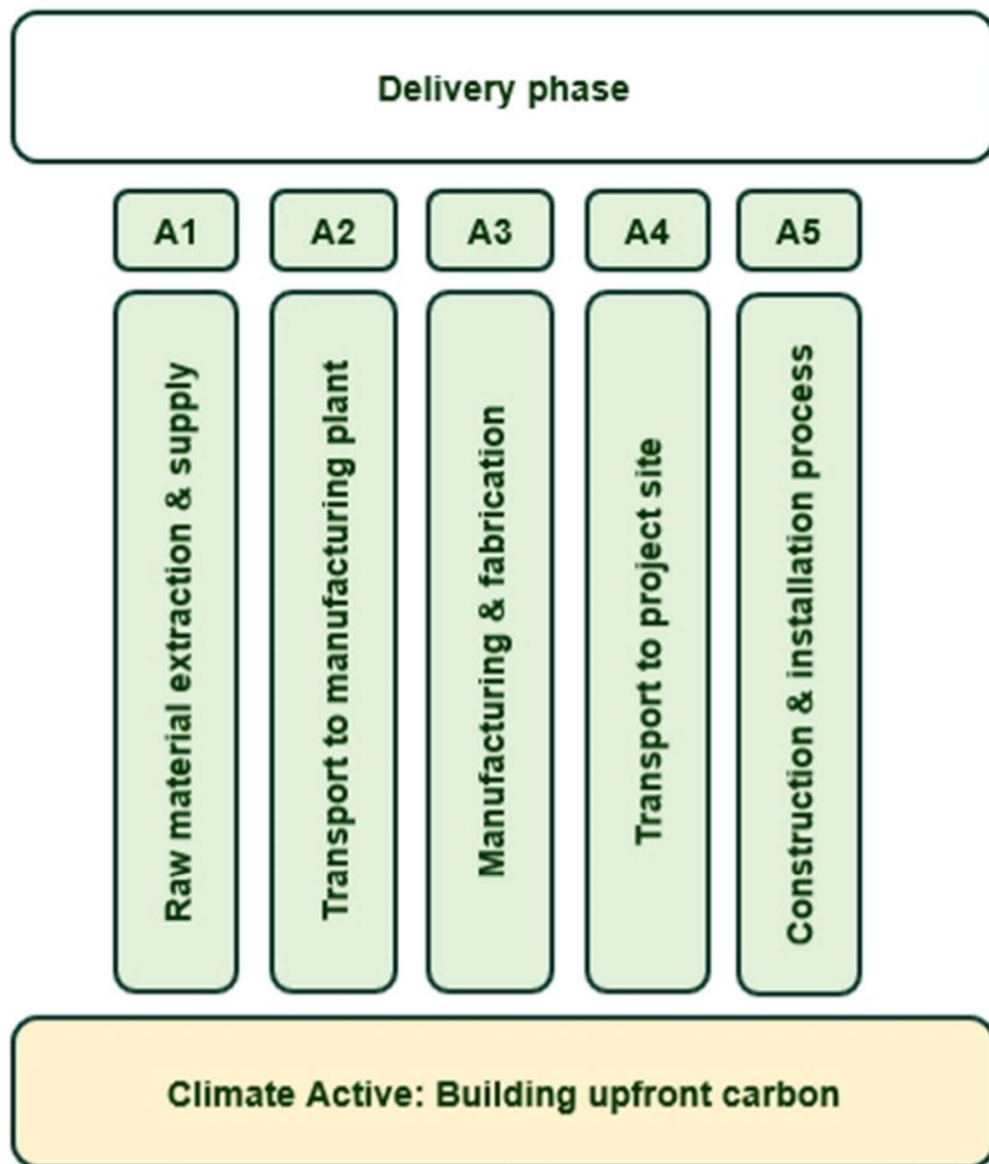 Delivery phase
A1
A2
A3
A4
A5
Raw material extraction & supply
Transport to manufacturing plant
Manufacturing & fabrication
Transport to project site
Construction & installation process
Climate Active: Building upfront carbon